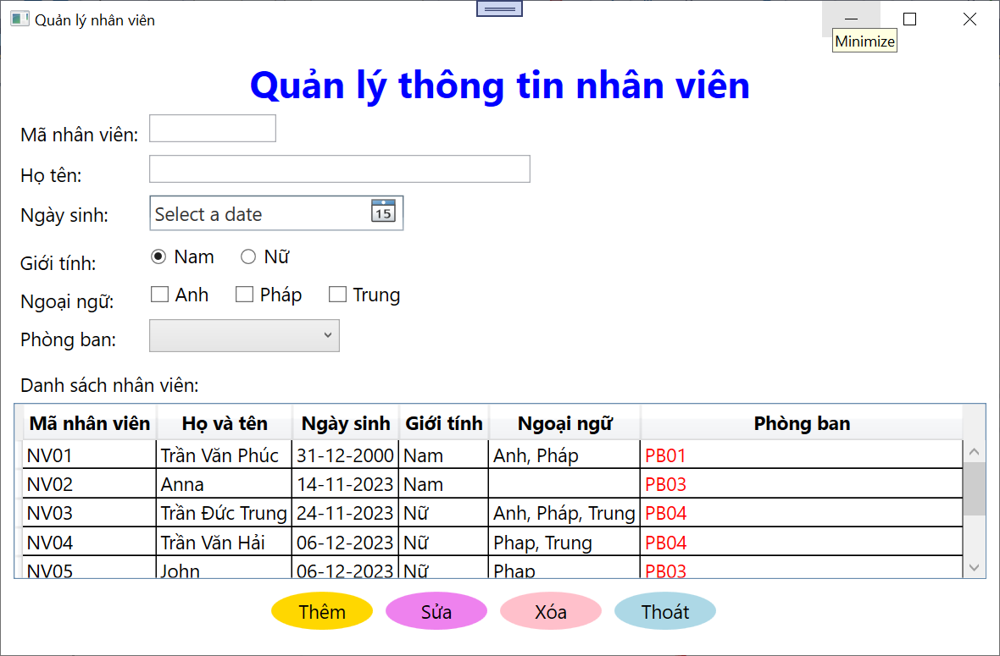 Quản lý nhân viên
Minimize
Quản lý thông tin nhân viên
Mã nhân viên:
Họ tên:
Ngày sinh: Select a date 15
Giới tính: Nam Nữ
Ngoại ngữ: Anh Pháp Trung
Phòng ban:
Danh sách nhân viên:
Mã nhân viên Họ và tên Ngày sinh Giới tính Ngoại ngữ Phòng ban
NV01 Trần Văn Phúc 31-12-2000 Nam Anh, Pháp PB01
NV02 Anna 14-11-2023 Nam PB03
NV03 Trần Đức Trung 24-11-2023 Nữ Anh, Pháp, Trung PB04
NV04 Trần Văn Hải 06-12-2023 Nữ Phap, Trung PB04
NV05 John 06-12-2023 Nữ Phap PB03
Thêm Sửa Xóa Thoát